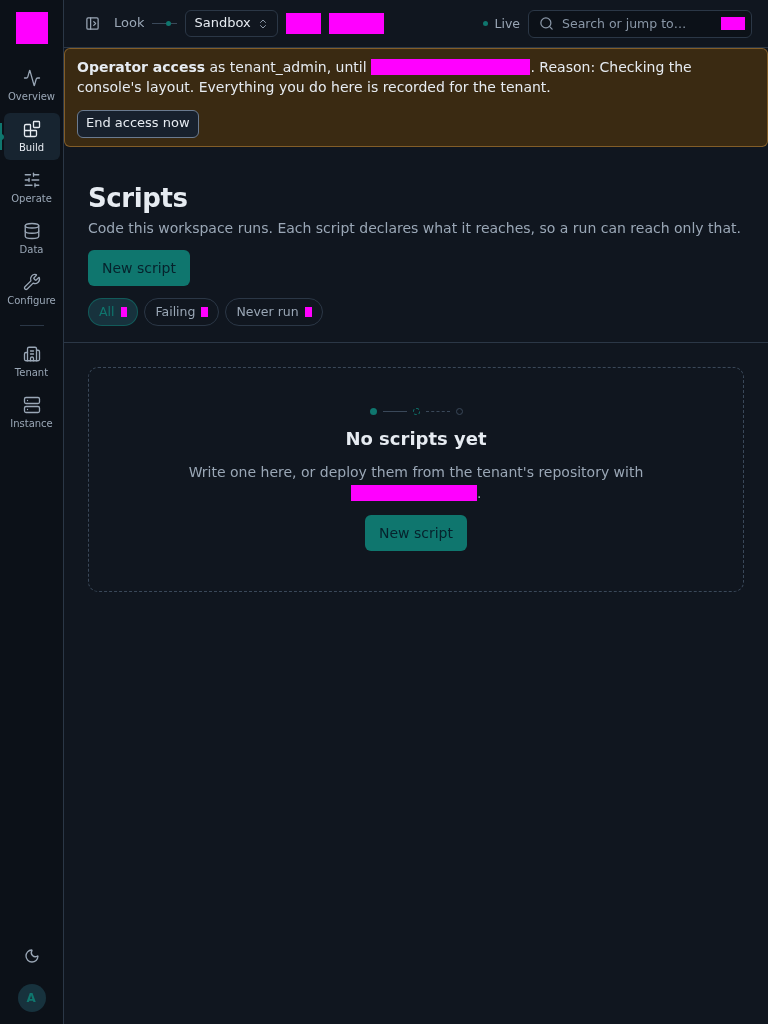 Look
Sandbox
Live
Search or jump to…
Overview
Build
Operate
Data
Configure
Tenant
Instance
A
Operator access as tenant_admin, until . Reason: Checking the
console's layout. Everything you do here is recorded for the tenant.
End access now
Scripts
Code this workspace runs. Each script declares what it reaches, so a run can reach only that.
New script
All
Failing
Never run
No scripts yet
Write one here, or deploy them from the tenant's repository with
.
New script